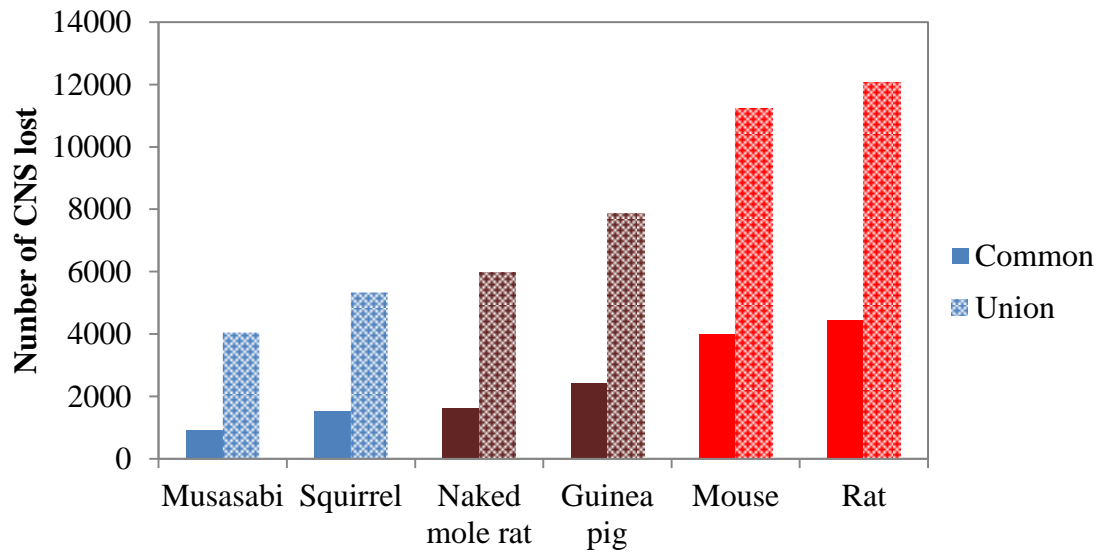 14000
12000
10000
8000
6000
4000
2000
0
Nunber of CNS lost
Musasabi
Squirrel
Naked
mole rat
Guinea
pig
Mouse
Rat
Common
Union